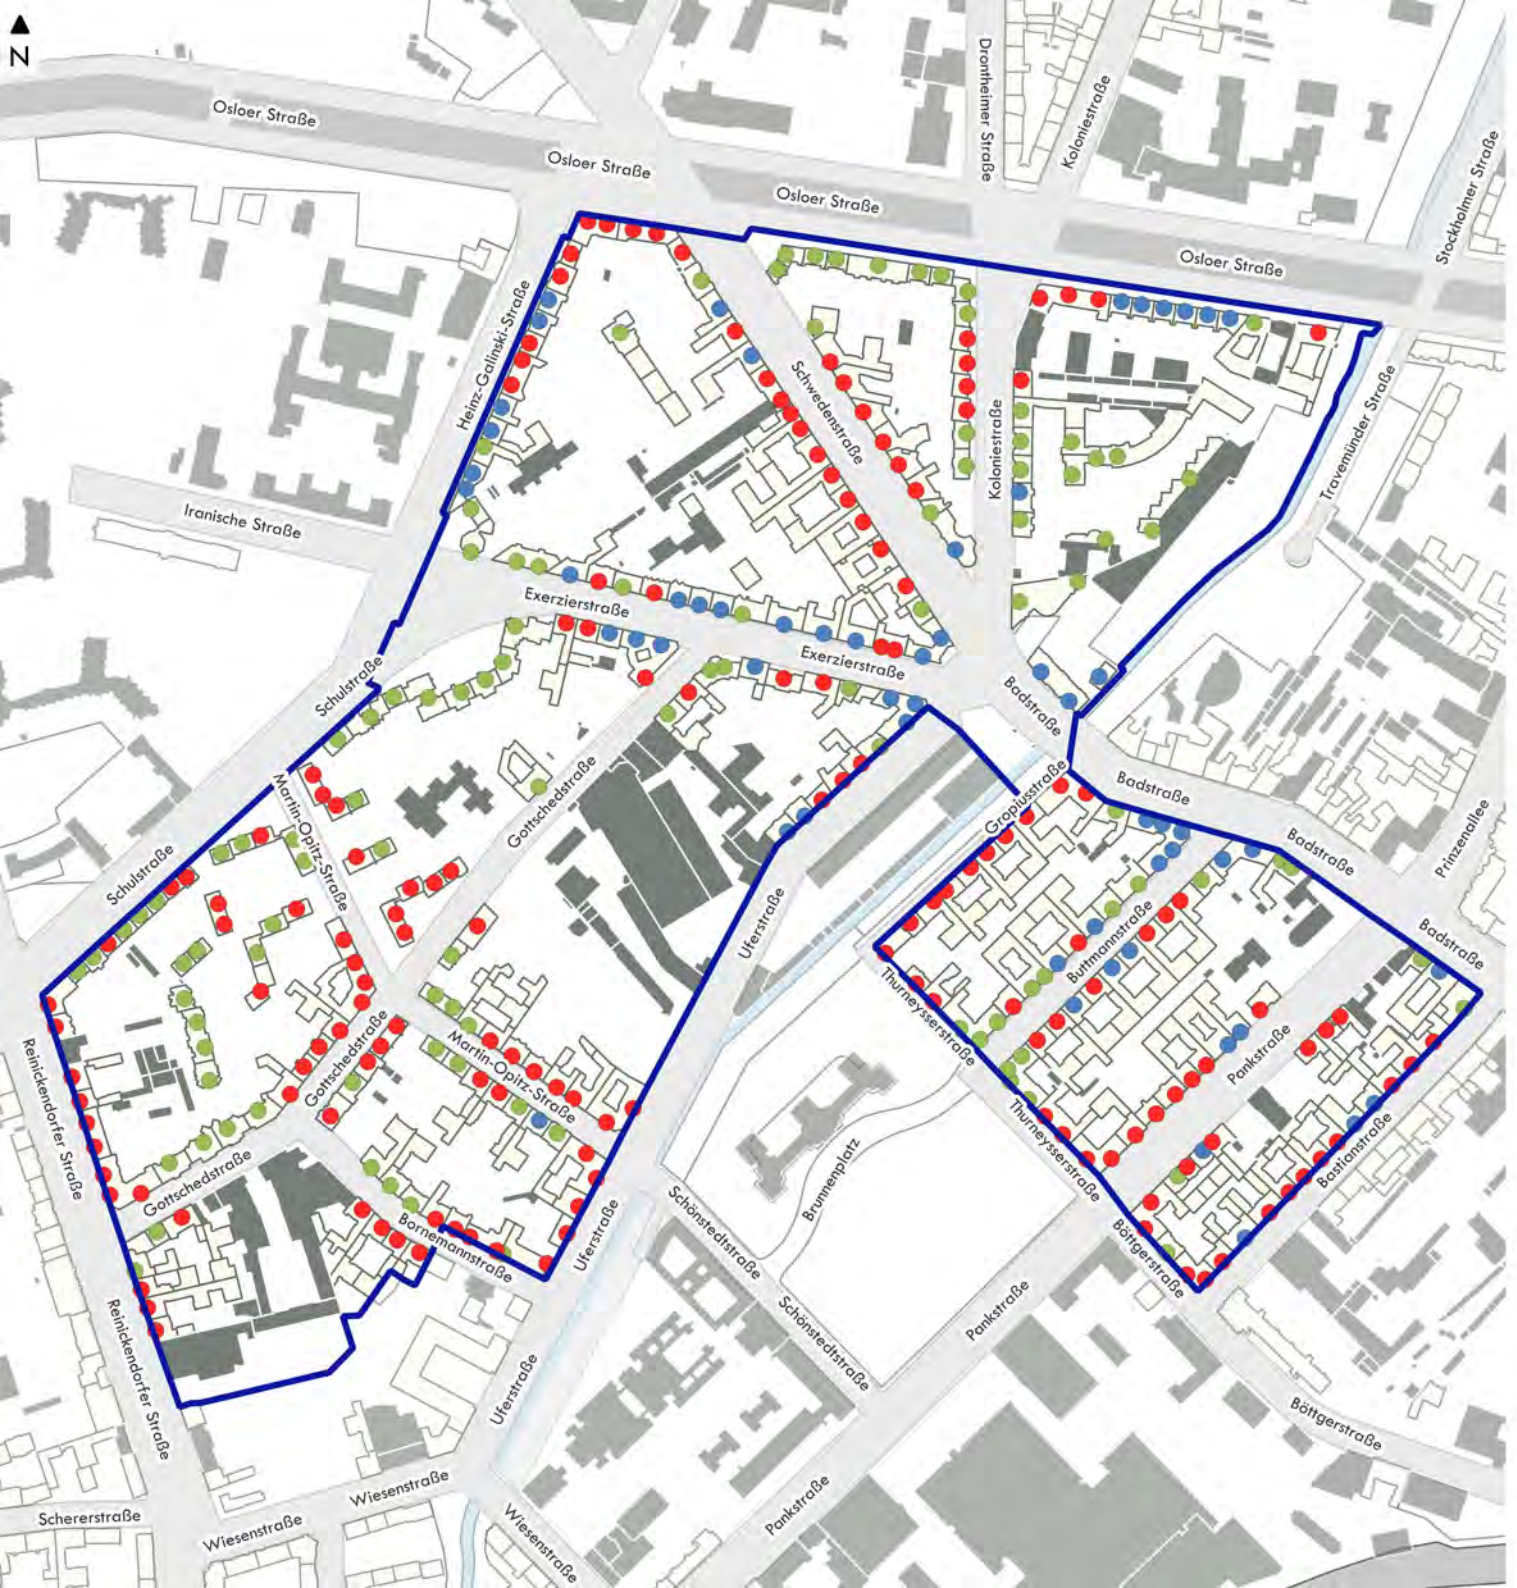 N
Osloer Straße
Osloer Straße
Osloer Straße
Osloer Straße
Drontheimer Straße
Koloniestraße
Stockholmer Straße
Heinz-Galinski-Straße
Schwedenstraße
Koloniestraße
Travemünder Straße
Iranische Straße
Exerzierstraße
Exerzierstraße
Schulstraße
Badstraße
Badstraße
Badstraße
Badstraße
Prinzenallee
Gropiusstraße
Martin-Opitz-Straße
Gottschedstraße
Schulstraße
Uferstraße
Buttmannstraße
Thurneysserstraße
Reinickendorfer Straße
Gottschedstraße
Martin-Opitz-Straße
Pankstraße
Thurneysserstraße
Bastianstraße
Brunnenplatz
Gottschedstraße
Bornemannstraße
Uferstraße
Schönstedtstraße
Böttgerstraße
Reinickendorfer Straße
Schönstedtstraße
Pankstraße
Uferstraße
Böttgerstraße
Pankstraße
Wiesenstraße
Schererstraße
Wiesenstraße
Wiesenstraße